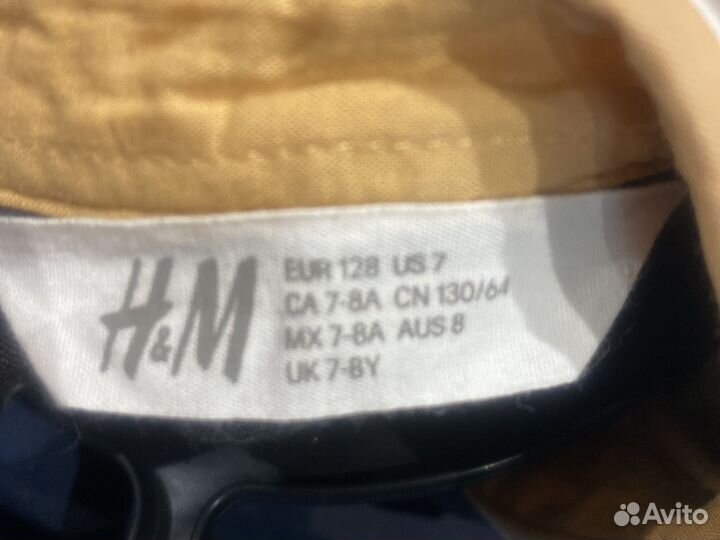 H&M
EUR 128 US 7
CA 7-8A CN 130/64
MX 7-8A AUS 8
UK 7-8Y
Avito